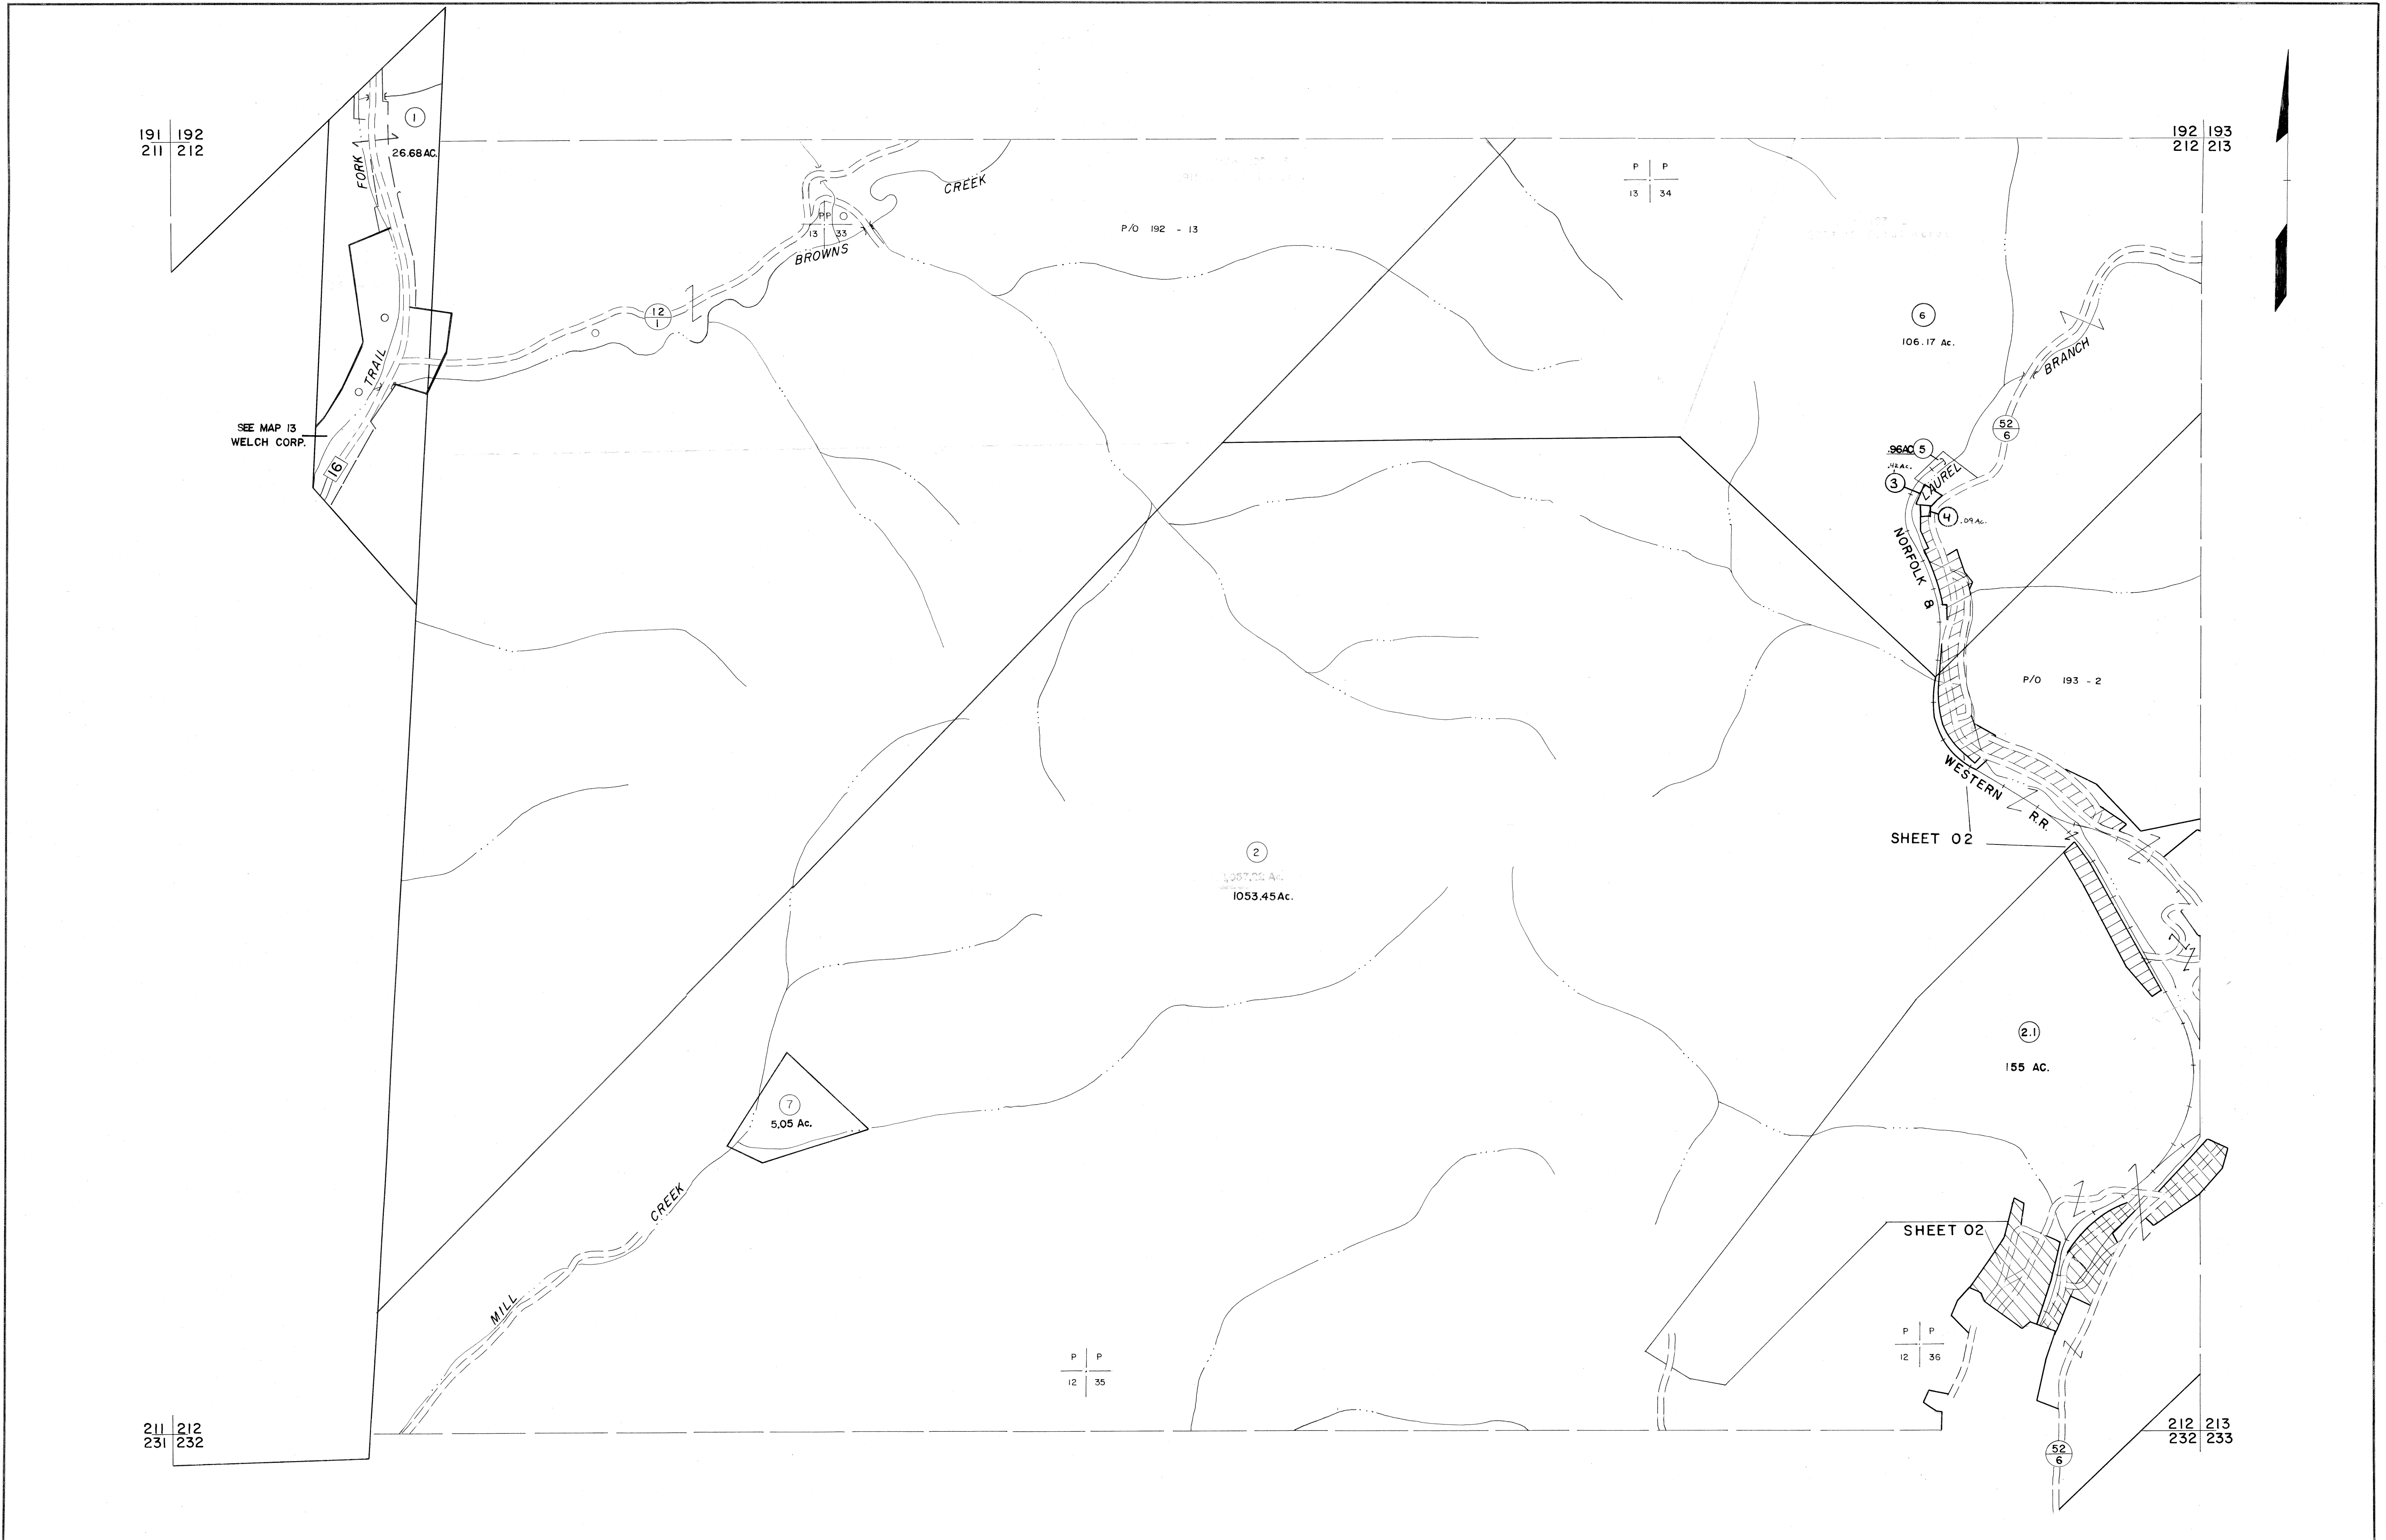 191 192
211 212
1
26.68 AC.
FORK
TRAIL
SEE MAP 13
WELCH CORP.
16
12
1
P P
13 33
BROWNS
CREEK
P/O 192 - 13
P P
13 34
192 193
212 213
6
106.17 Ac.
BRANCH
52
6
.96AC
5
.42 AC.
3
LAUREL
4
.09 Ac.
NORFOLK &
WESTERN
R.R.
P/O 193 - 2
SHEET 02
2
1053.45 Ac.
2.1
155 AC.
7
5.05 Ac.
CREEK
MILL
SHEET 02
P P
12 35
P P
12 36
211 212
231 232
212 213
232 233
52
6